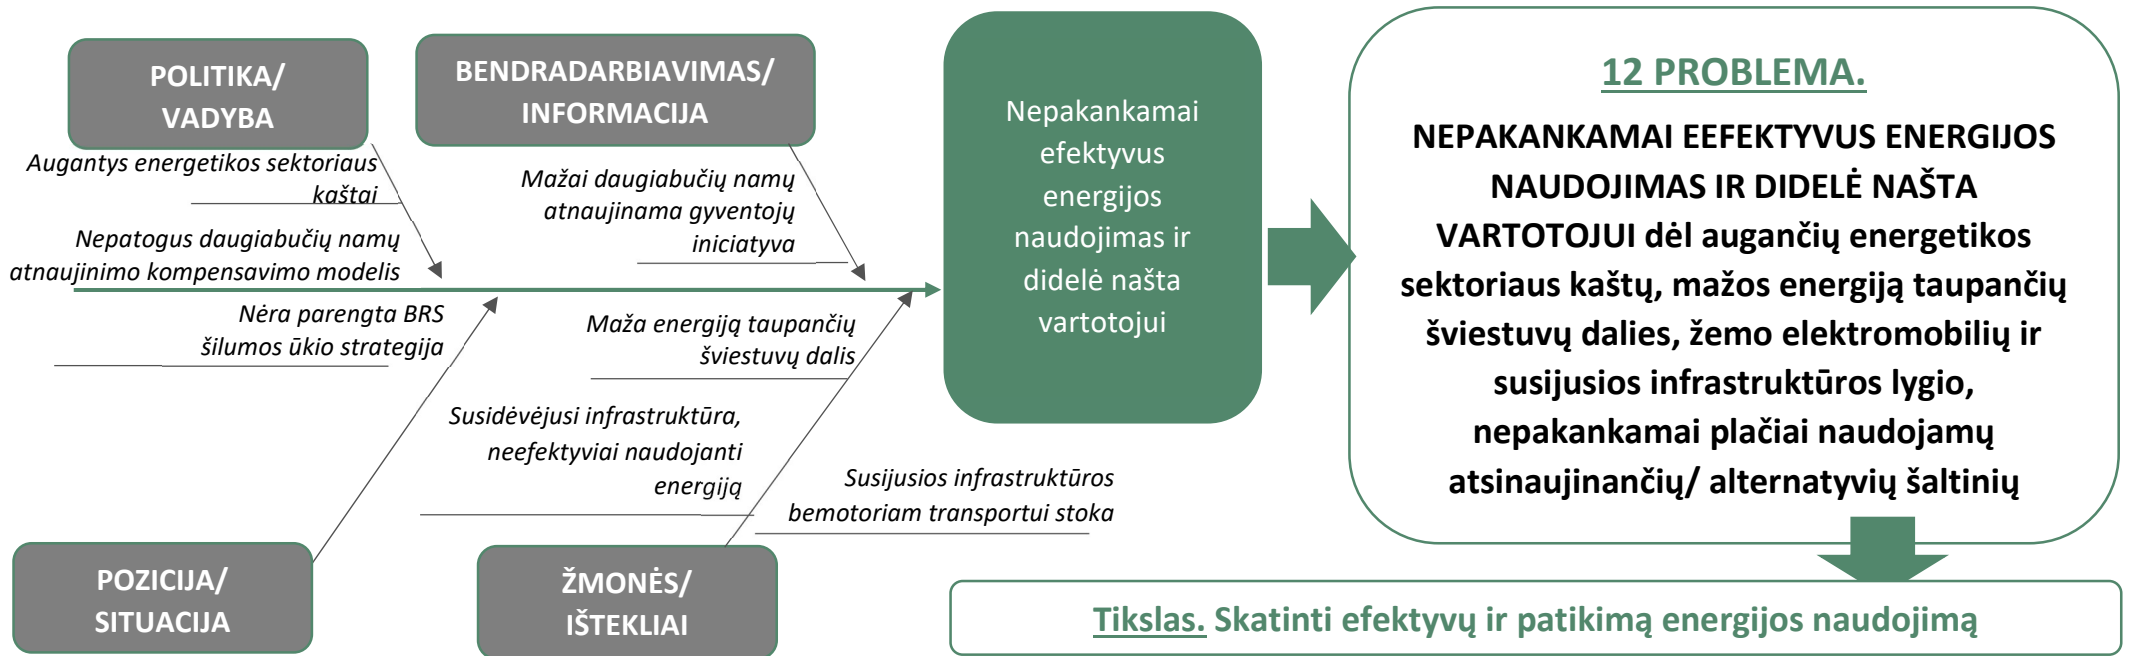 POLITIKA/
VADYBA
BENDRADARBIAVIMAS/
INFORMACIJA
Augantys energetikos sektoriaus
kaštai
Nepatogus daugiabučių namų
atnaujinimo kompensavimo modelis
Mažai daugiabučių namų
atnaujinama gyventojų
iniciatyva
Nėra parengta BRS
šilumos ūkio strategija
Maža energiją taupančių
šviestuvų dalis
Susidėvėjusi infrastruktūra,
neefektyviai naudojanti
energiją
Susijusios infrastruktūros
bemotoriam transportui stoka
POZICIJA/
SITUACIJA
ŽMONĖS/
IŠTEKLIAI
Nepakankamai
efektyvus
energijos
naudojimas ir
didelė našta
vartotojui
12 PROBLEMA.
NEPAKANKAMAI EEFEKTYVUS ENERGIJOS
NAUDOJIMAS IR DIDELĖ NAŠTA
VARTOTOJUI dėl augančių energetikos
sektoriaus kaštų, mažos energiją taupančių
šviestuvų dalies, žemo elektromobilių ir
susijusios infrastruktūros lygio,
nepakankamai plačiai naudojamų
atsinaujinančių/ alternatyvių šaltinių
Tikslas. Skatinti efektyvų ir patikimą energijos naudojimą